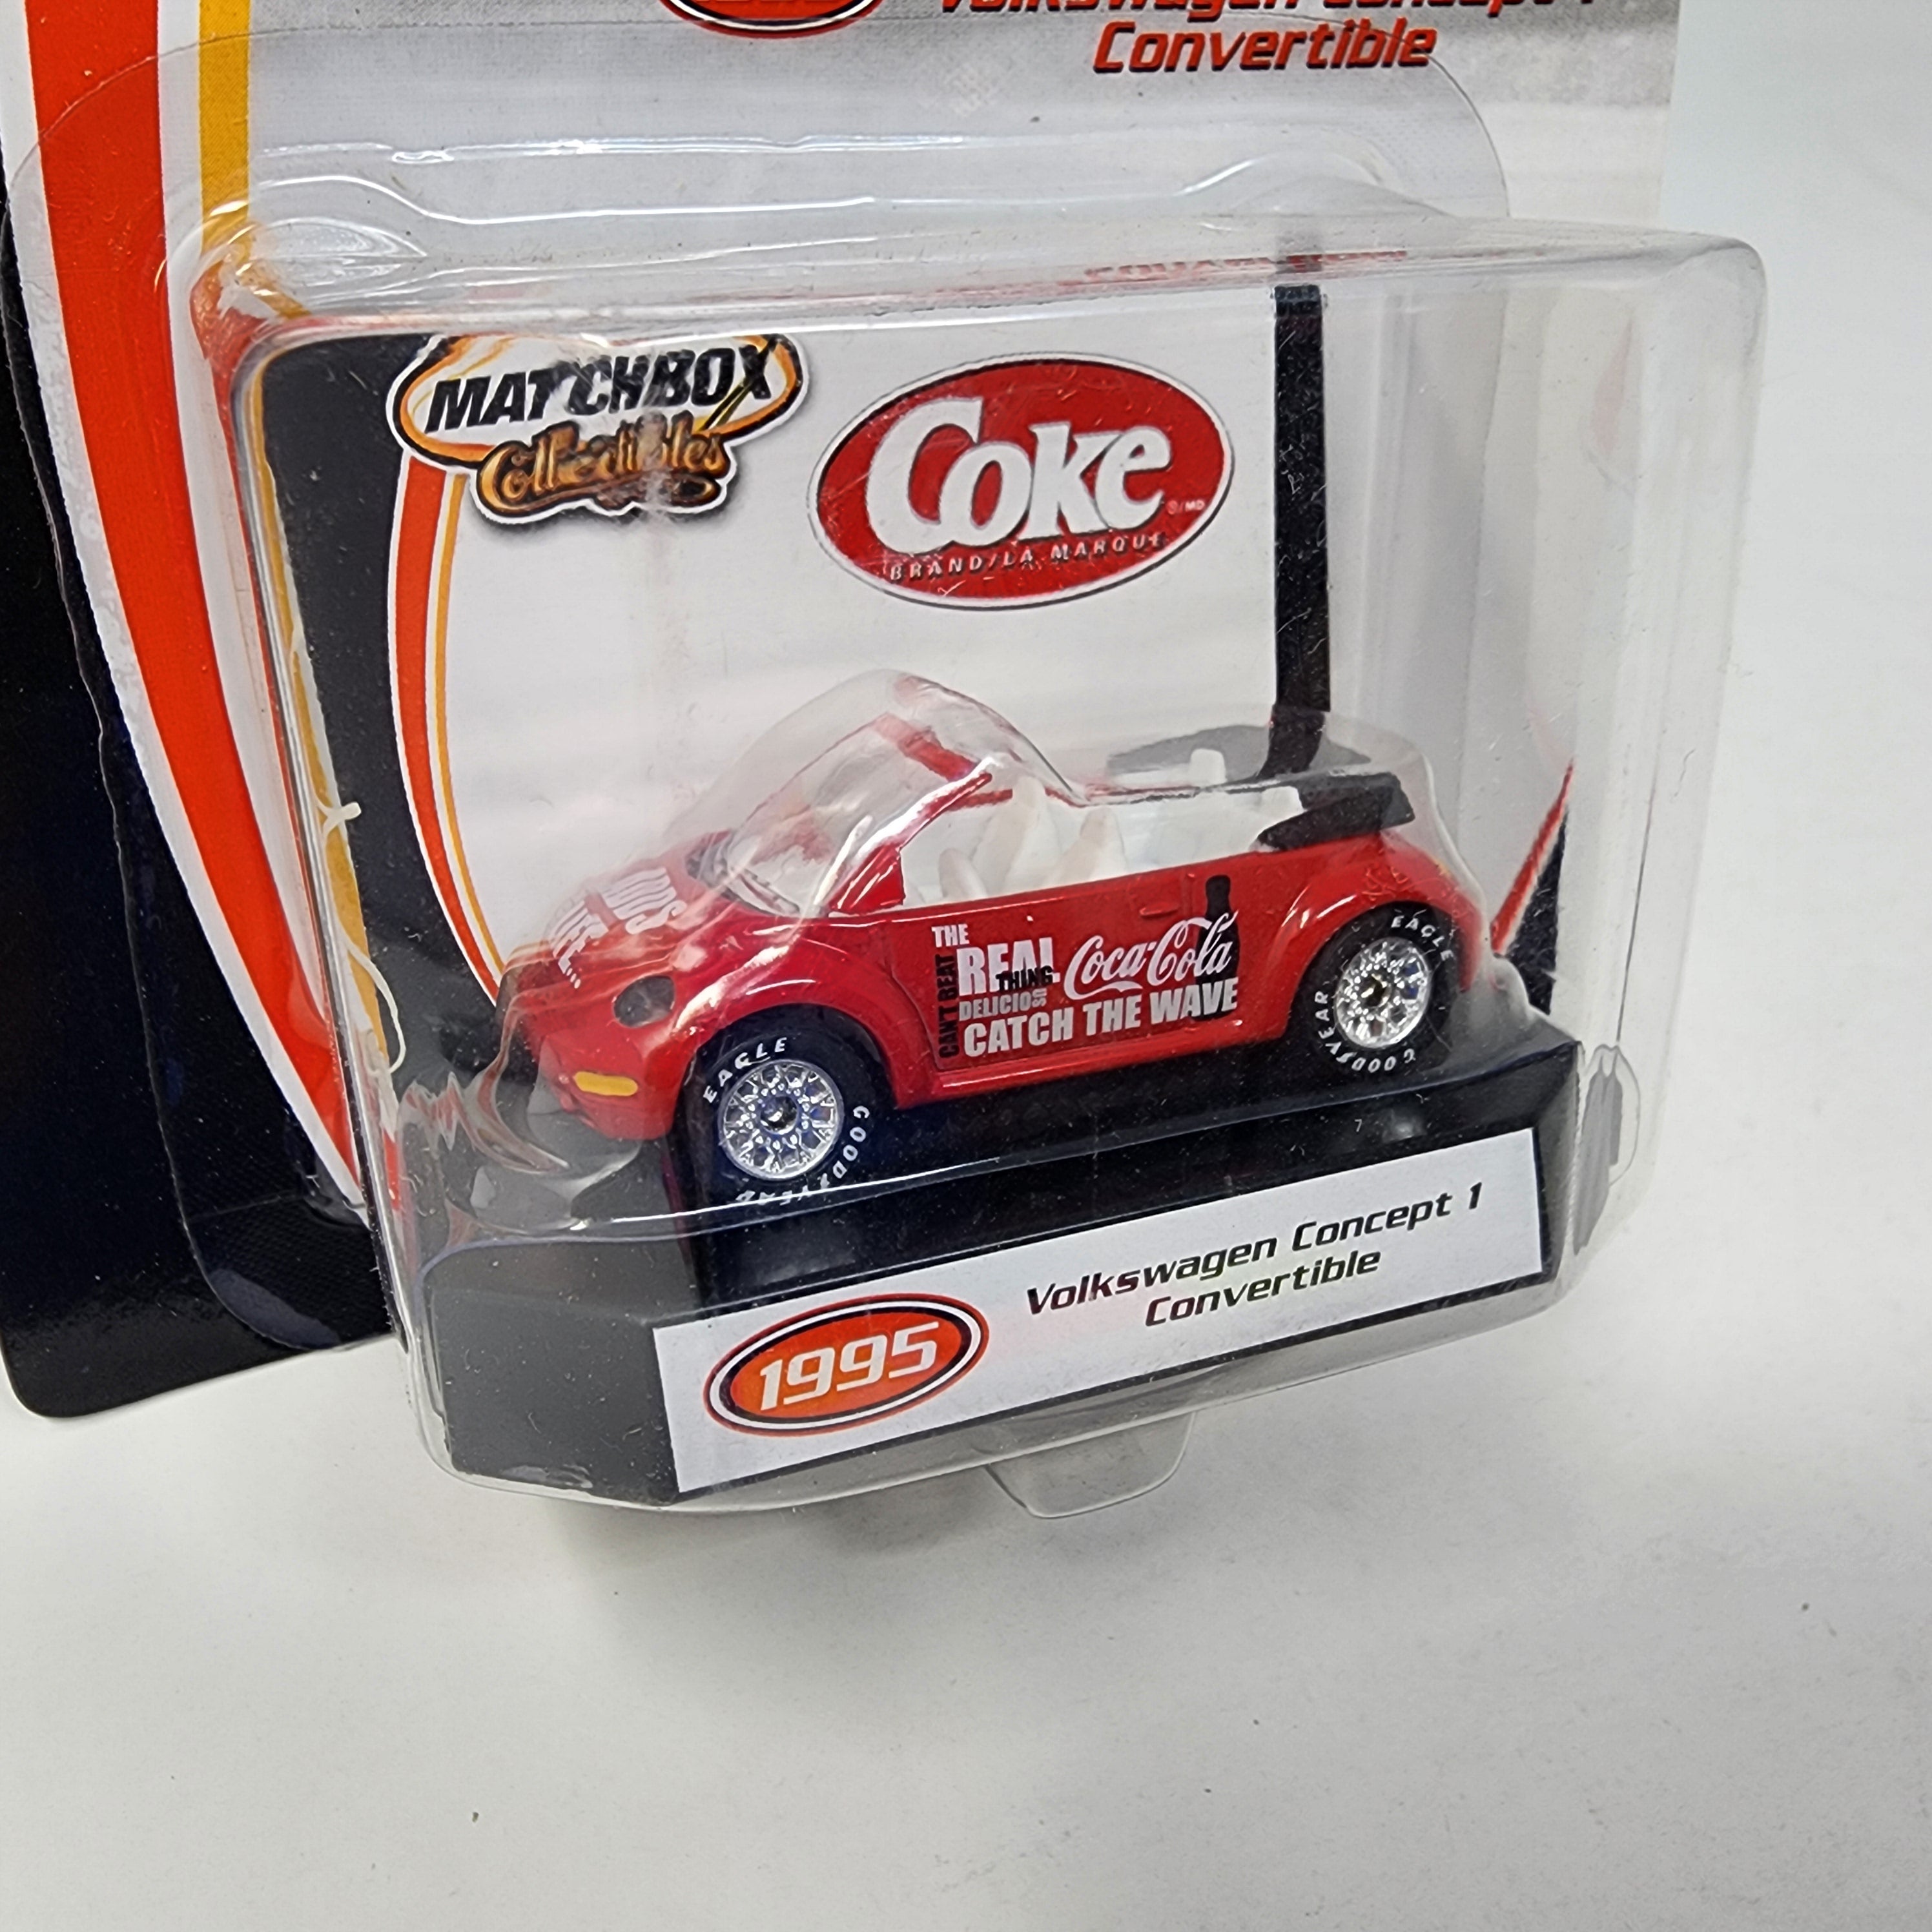 Volkswagen Concept 1
Convertible
MATCHBOX
Collectibles
Coke
®/MD
BRAND/LA MARQUE
THE
REAL
THING
CAN'T BEAT
DELICIOUS
Coca-Cola
CATCH THE WAVE
EAGLE
GOODYEAR
EAGLE
GOODYEAR
1995
Volkswagen Concept 1
Convertible